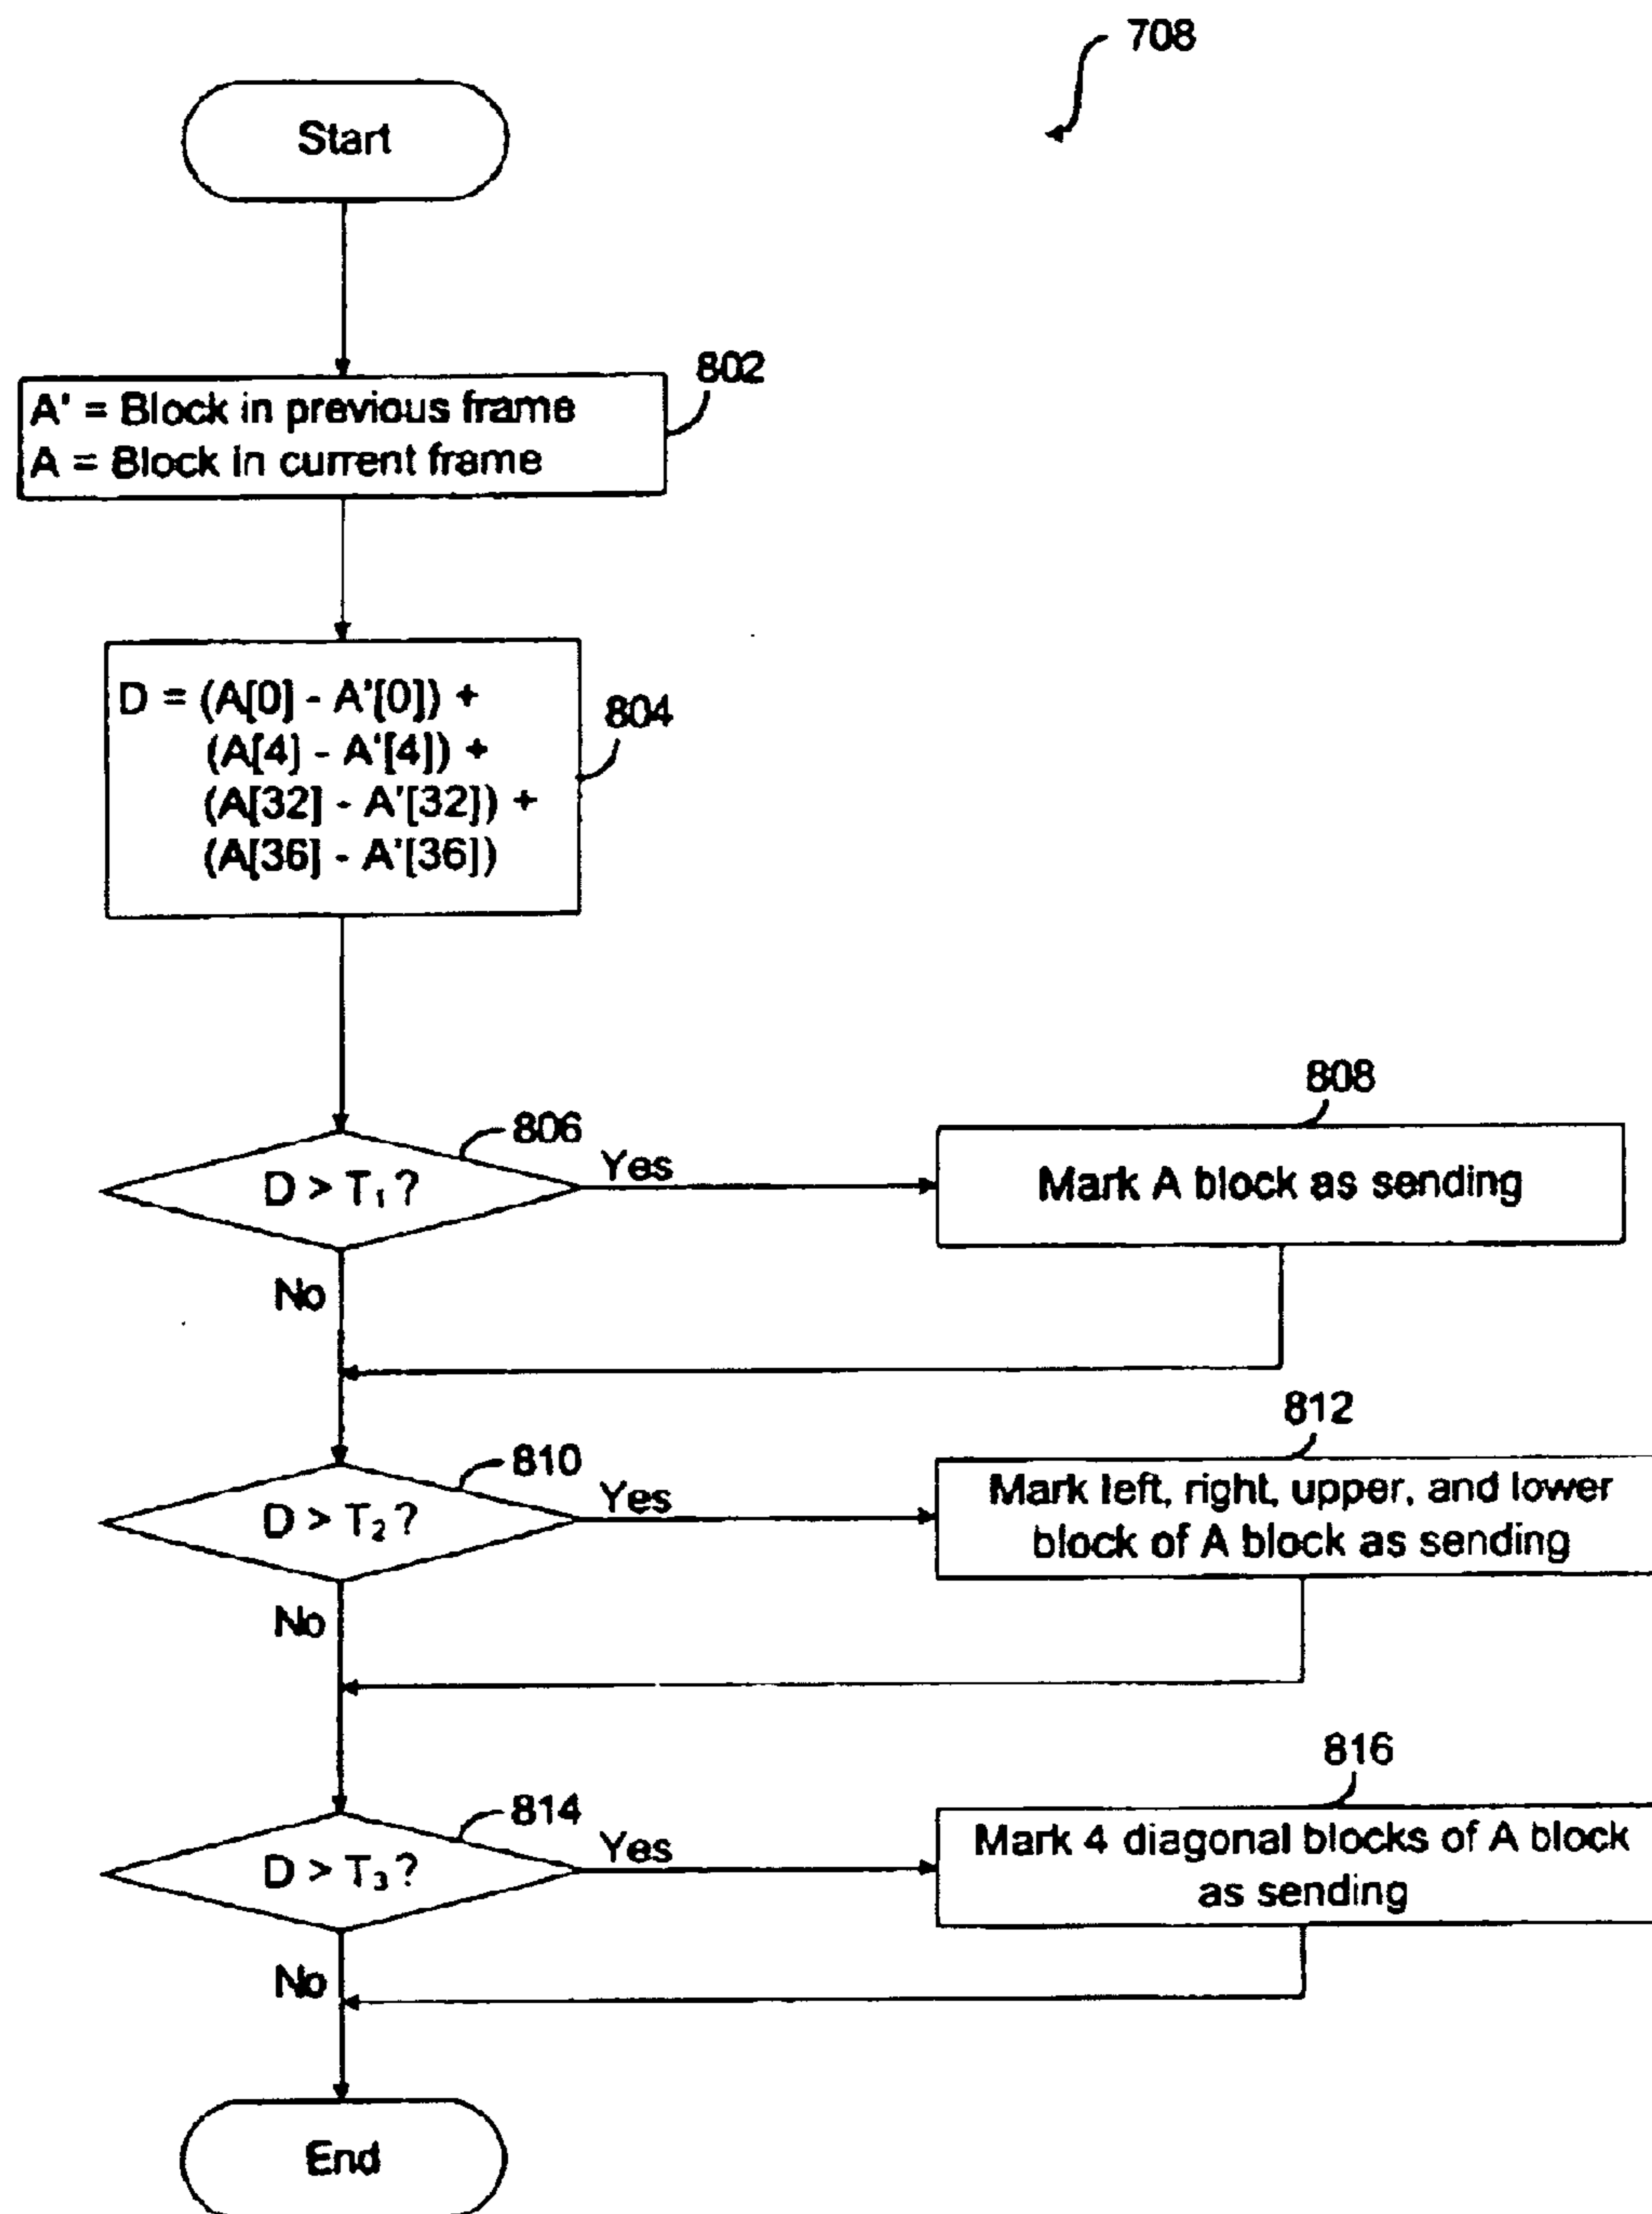 708
Start
802
A' = Block in previous frame
A = Block in current frame
804
D = (A[0] - A'[0]) +
(A[4] - A'[4]) +
(A[32] - A'[32]) +
(A[36] - A'[36])
806
D > T₁ ?
Yes
808
Mark A block as sending
No
810
D > T₂ ?
Yes
812
Mark left, right, upper, and lower
block of A block as sending
No
814
D > T₃ ?
Yes
816
Mark 4 diagonal blocks of A block
as sending
No
End